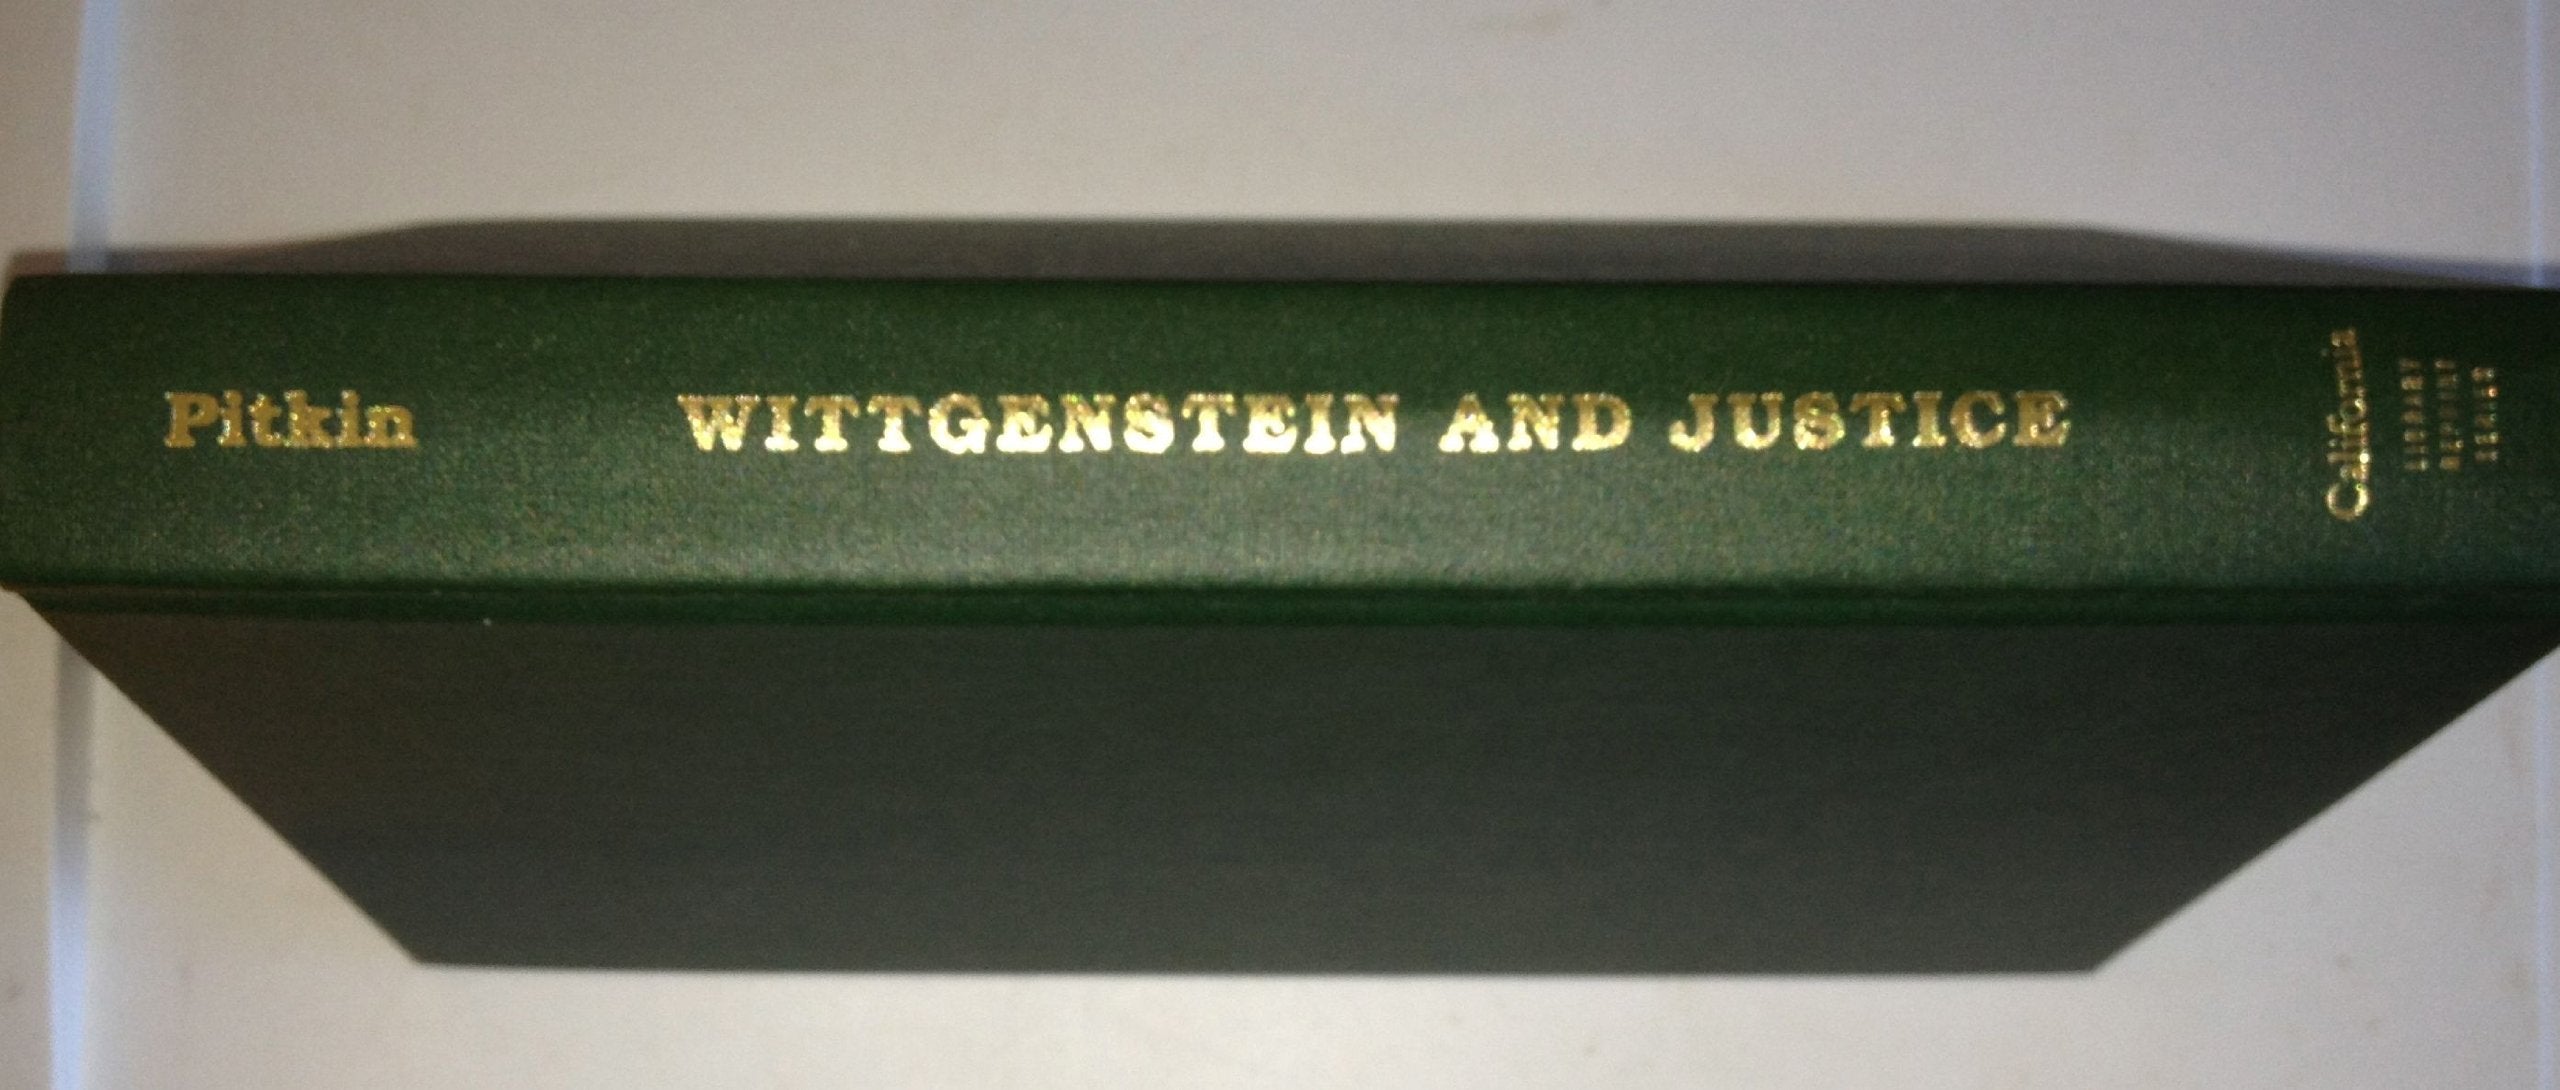 Pitkin
WITTGENSTEIN AND JUSTICE
California
LIBRARY
REPRINT
SERIES